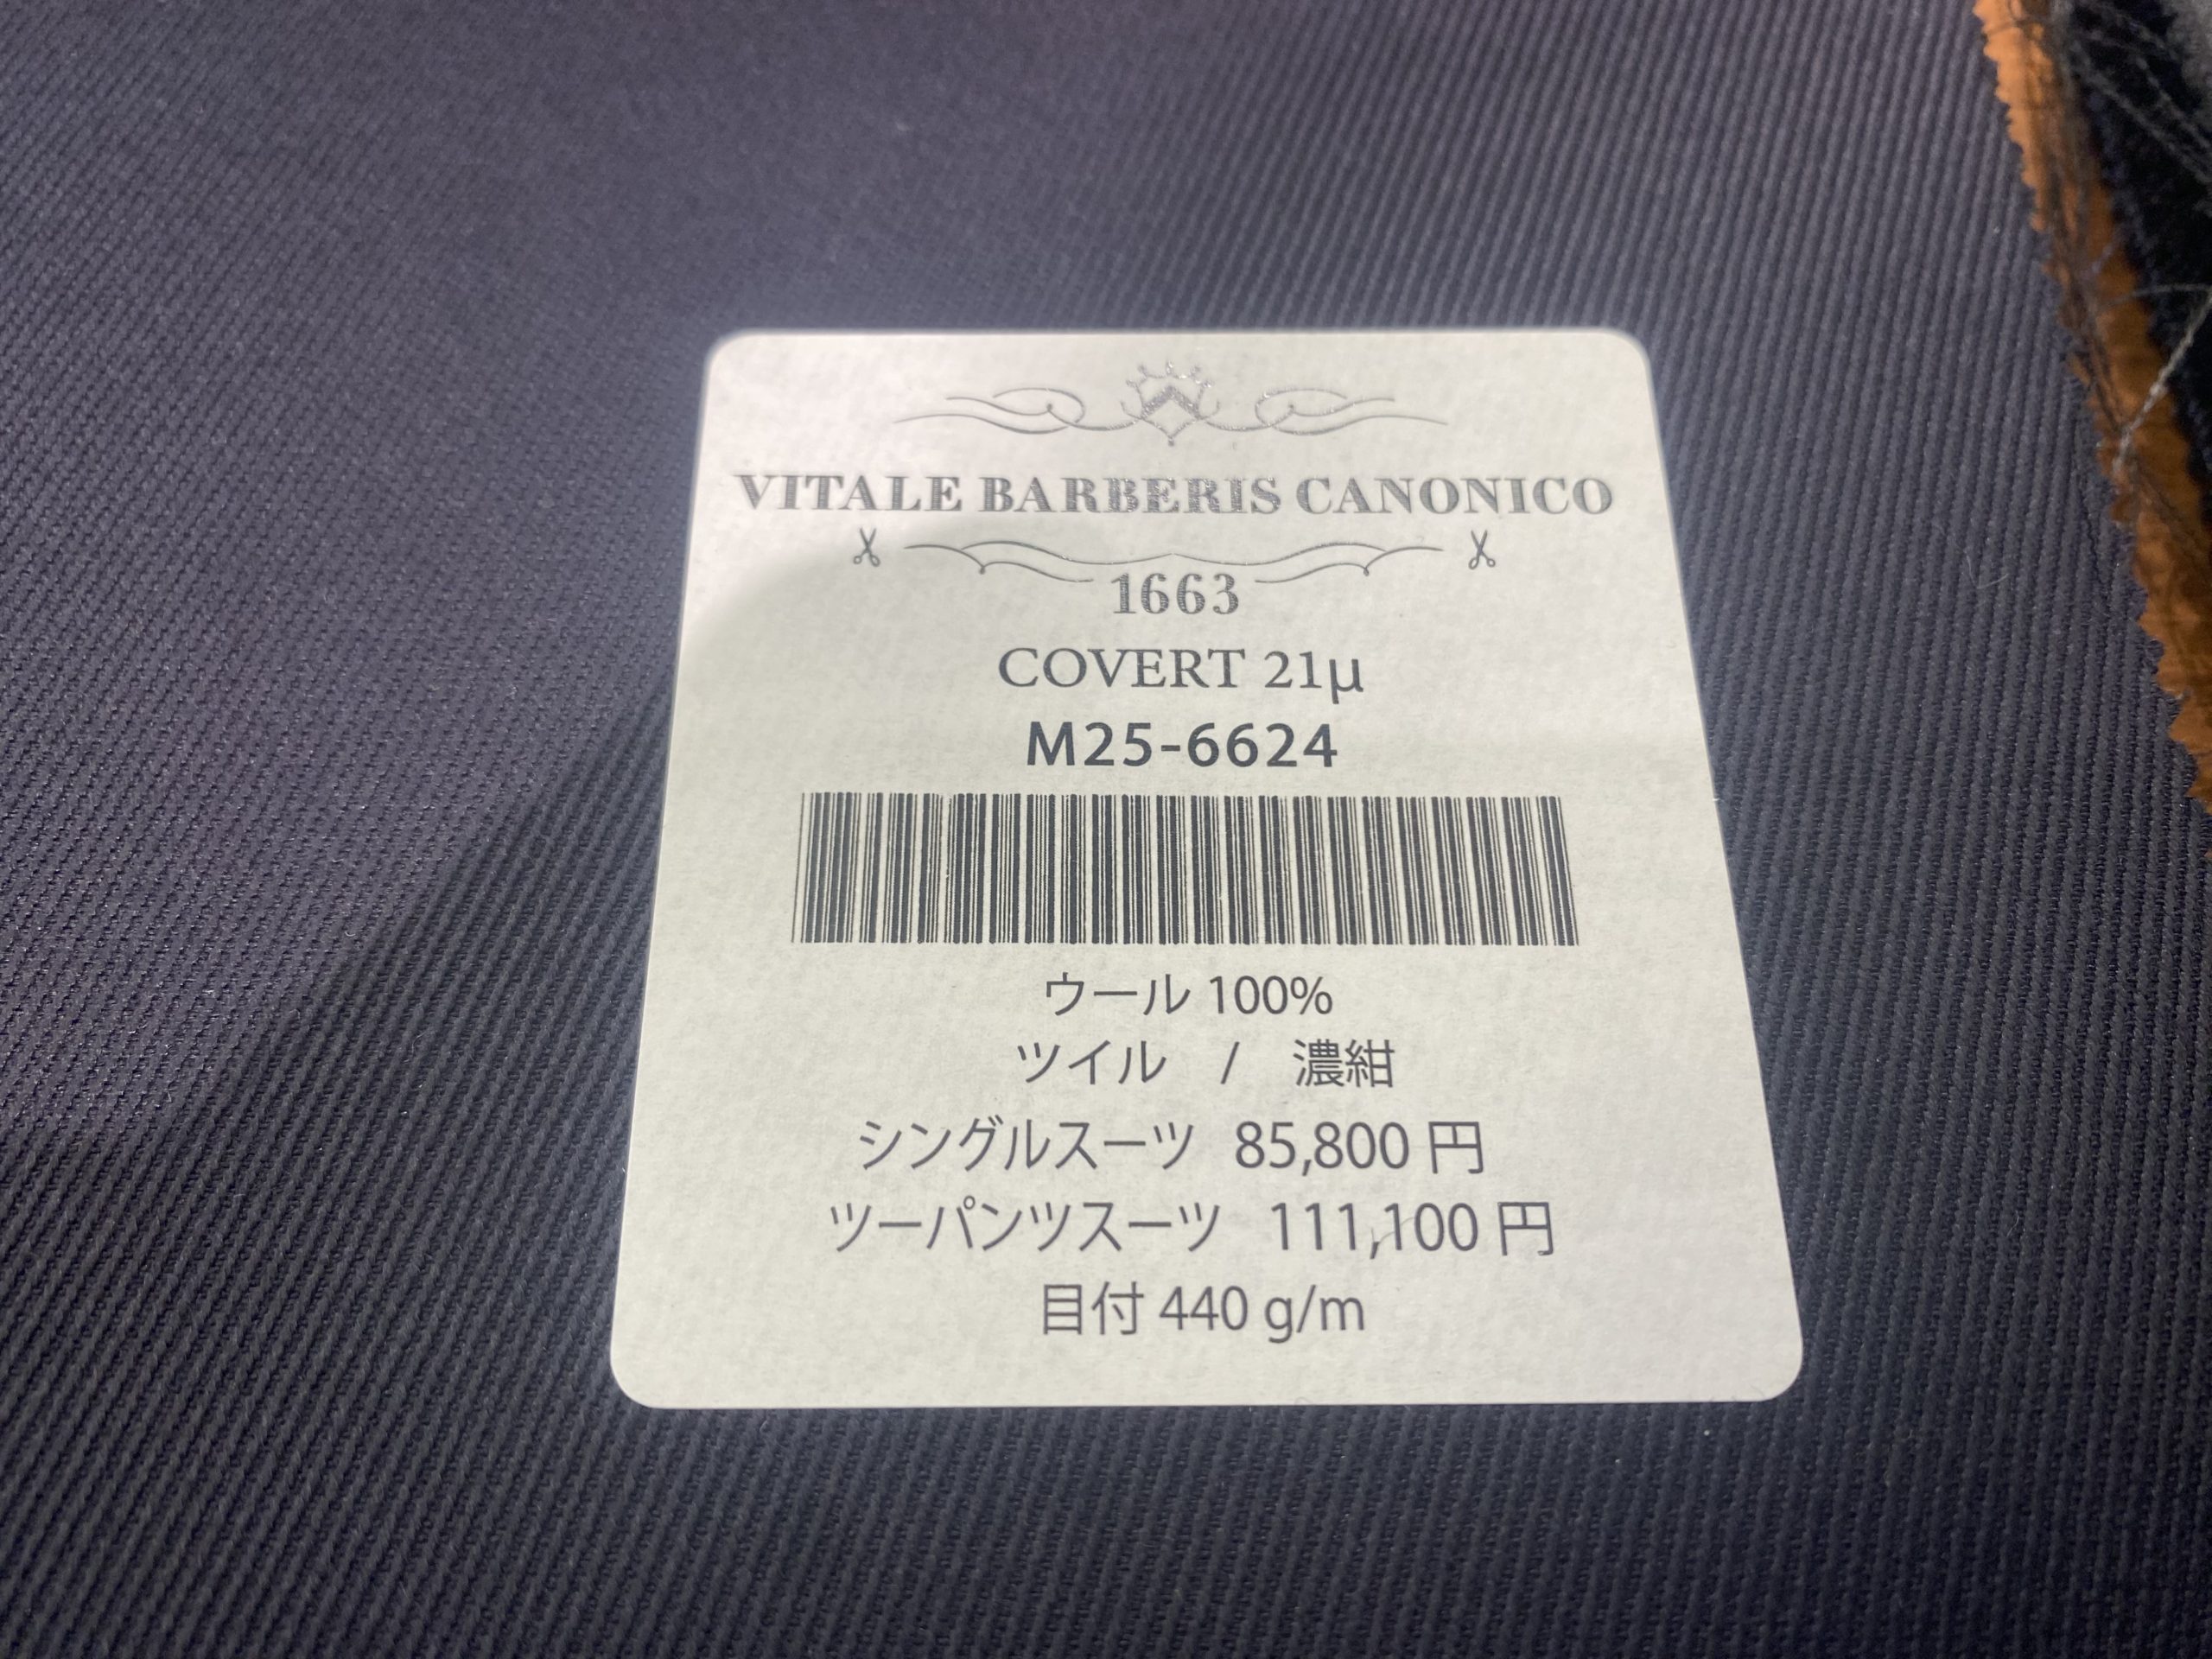 VITALE BARBERIS CANONICO
1663
COVERT 21μ
M25-6624
ウール 100%
ツイル / 濃紺
シングルスーツ 85,800 円
ツーパンツスーツ 111,100 円
目付 440 g/m